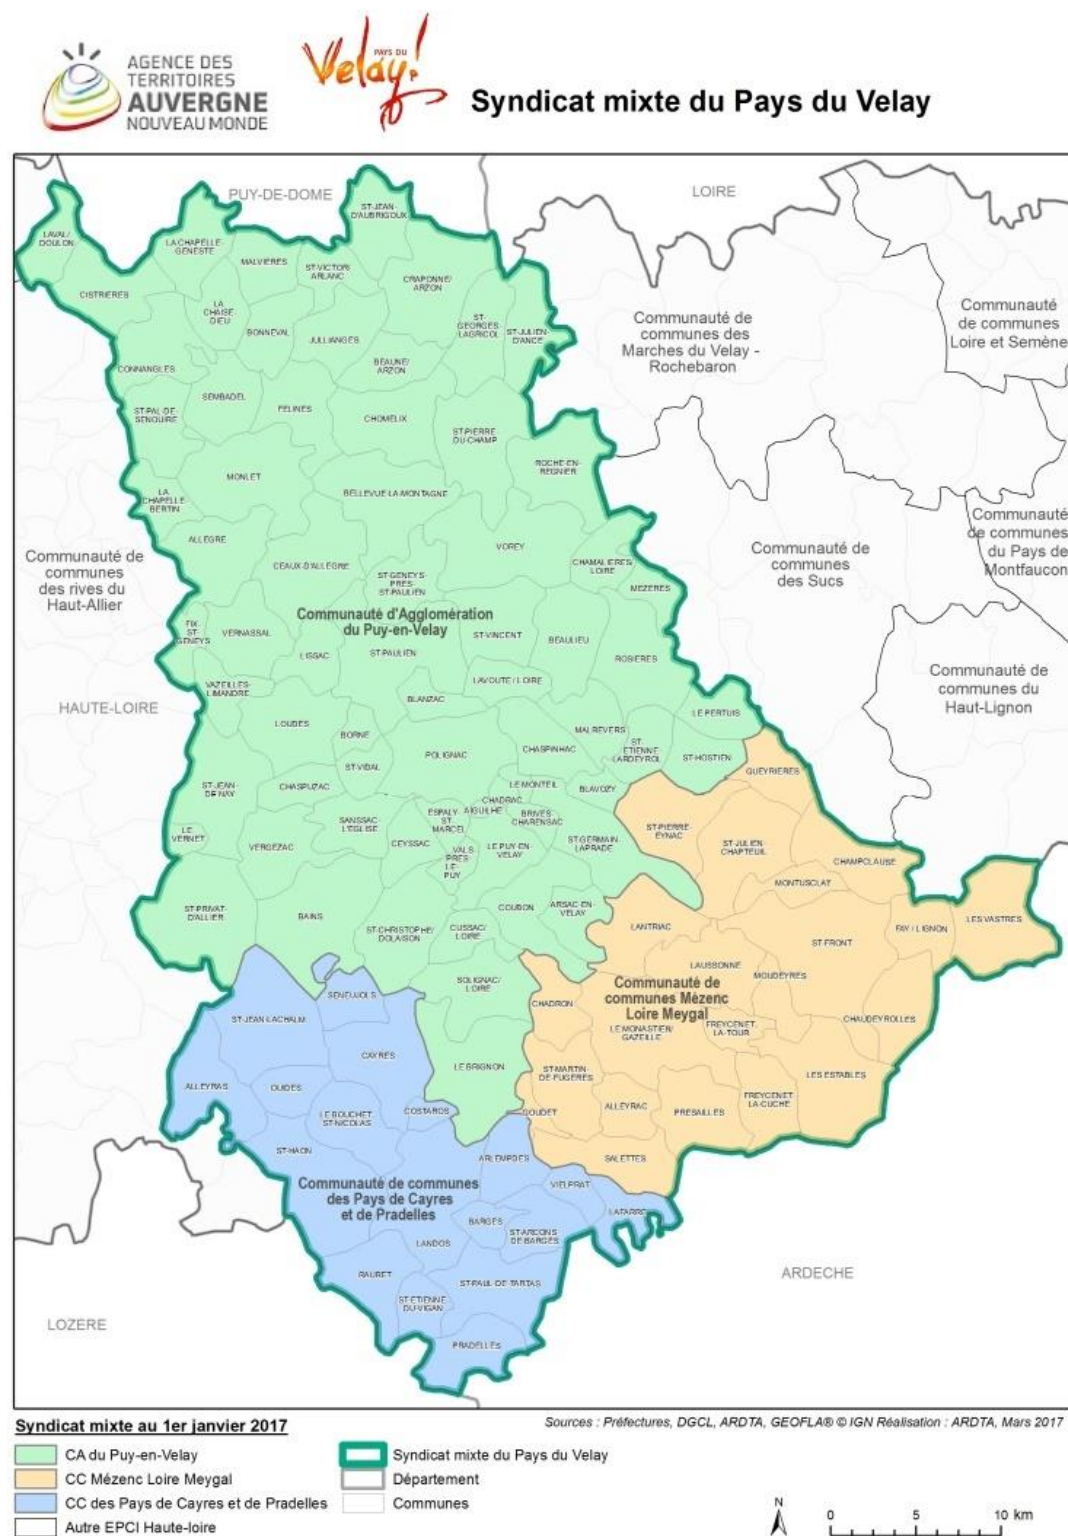 AGENCE DES
TERRITOIRES
AUVERGNE
NOUVEAU MONDE
PAYS DU
Velay!
Syndicat mixte du Pays du Velay
PUY-DE-DOME
LOIRE
ST-JEAN-
D'AUBRIGOUX
LAVAL/
DOULON
LA CHAPELLE-
GENESTE
MALVIERES
ST-VICTOR/
ARLANC
CRAPONNE/
ARZON
CISTRIERES
LA
CHAISE-
DIEU
BONNEVAL
JULLIANGES
ST-
GEORGES-
LAGRICOL
ST-JULIEN-
D'ANCE
Communauté de
communes des
Marches du Velay -
Rochebaron
Communauté
de communes
Loire et Semène
CONNANGLES
BEAUNE/
ARZON
SEMBADEL
FELINES
CHOMELIX
ST-PAL-DE-
SENOUIRE
ST-PIERRE-
DU-CHAMP
ROCHE-EN-
REGNIER
MONLET
LA
CHAPELLE-
BERTIN
BELLEVUE-LA-MONTAGNE
ALLEGRE
VOREY
CEAUX-D'ALLEGRE
CHAMALIERES/
LOIRE
MEZERES
ST-GENEYS-
PRES-
ST-PAULIEN
Communauté de
communes
des rives du
Haut-Allier
Communauté de
communes
des Sucs
Communauté
de communes
du Pays de
Montfaucon
Communauté d'Agglomération
du Puy-en-Velay
FIX-
ST-
GENEYS
VERNASSAL
ST-VINCENT
BEAULIEU
LISSAC
ST-PAULIEN
ROSIERES
Communauté de
communes du
Haut-Lignon
VAZEILLES-
LIMANDRE
LAVOUTE / LOIRE
BLANZAC
HAUTE-LOIRE
LOUDES
BORNE
LE PERTUIS
MALREVERS
ST-
ETIENNE
LARDEYROL
CHASPINHAC
POLIGNAC
ST-HOSTIEN
ST-VIDAL
QUEYRIERES
ST-JEAN-
DE-NAY
CHASPUZAC
LE MONTEIL
BLAVOZY
CHADRAC
AIGUILHE
ESPALY-
ST-
MARCEL
BRIVES-
CHARENSAC
SANSSAC-
L'EGLISE
LE
VERNET
VERGEZAC
CEYSSAC
VALS
PRES-
LE-
PUY
LE PUY-EN-
VELAY
ST-GERMAIN-
LAPRADE
ST-PIERRE-
EYNAC
ST-JULIEN-
CHAPTEUIL
CHAMPCLAUSE
MONTUSCLAT
ST-PRIVAT-
D'ALLIER
BAINS
COUBON
ARSAC-EN-
VELAY
ST-CHRISTOPHE/
DOLAISON
CUSSAC/
LOIRE
LANTRIAC
ST-FRONT
FAY / LIGNON
LES VASTRES
LAUSSONNE
MOUDEYRES
SOLIGNAC/
LOIRE
Communauté de
communes Mézenc
Loire Meygal
SENEUJOLS
CHADRON
ST-JEAN-LACHALM
LE MONASTIER/
GAZEILLE
FREYCENET
LA-TOUR
CHAUDEYROLLES
CAYRES
LE BRIGNON
ST-MARTIN-
DE-FUGERES
LES ESTABLES
ALLEYRAS
OUIDES
FREYCENET
LA-CUCHE
ALLEYRAC
PRESAILLES
LE BOUCHET
ST-NICOLAS
COSTAROS
GOUDET
ST-HAON
ARLEMPDES
SALETTES
Communauté de communes
des Pays de Cayres
et de Pradelles
VIELPRAT
LAFARRE
BARGES
ST-ARCONS
DE-BARGES
LANDOS
RAURET
ST-PAUL-DE-TARTAS
ST-ETIENNE
DU-VIGAN
PRADELLES
ARDECHE
LOZERE
Syndicat mixte au 1er janvier 2017
Sources : Préfectures, DGCL, ARDTA, GEOFLA® © IGN Réalisation : ARDTA, Mars 2017
CA du Puy-en-Velay
CC Mézenc Loire Meygal
CC des Pays de Cayres et de Pradelles
Autre EPCI Haute-loire
Syndicat mixte du Pays du Velay
Département
Communes
N
0 5 10 km